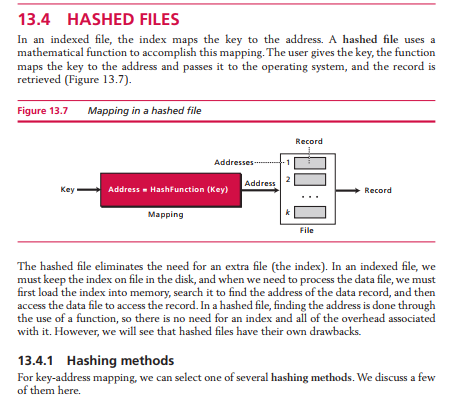 13.4 HASHED FILES
In an indexed file, the index maps the key to the address. A hashed file uses a
mathematical function to accomplish this mapping. The user gives the key, the function
maps the key to the address and passes it to the operating system, and the record is
retrieved (Figure 13.7).
Figure 13.7 Mapping in a hashed file
Record
Addresses
1
Key
Address = HashFunction (Key)
Address
2
Record
...
k
Mapping
File
The hashed file eliminates the need for an extra file (the index). In an indexed file, we
must keep the index on file in the disk, and when we need to process the data file, we must
first load the index into memory, search it to find the address of the data record, and then
access the data file to access the record. In a hashed file, finding the address is done through
the use of a function, so there is no need for an index and all of the overhead associated
with it. However, we will see that hashed files have their own drawbacks.
13.4.1 Hashing methods
For key-address mapping, we can select one of several hashing methods. We discuss a few
of them here.